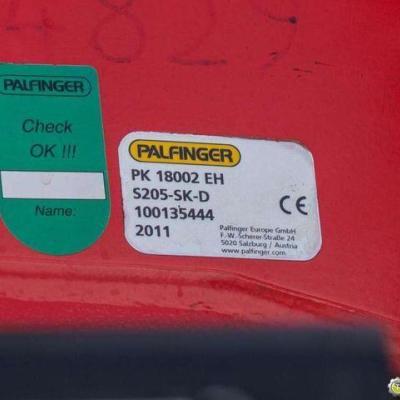 4829
PALFINGER
Check
OK !!!
Name:
PALFINGER
PK 18002 EH
S205-SK-D
100135444
2011
CE
Palfinger Europe GmbH
F.-W.-Scherer-Straße 24
5020 Salzburg / Austria
www.palfinger.com